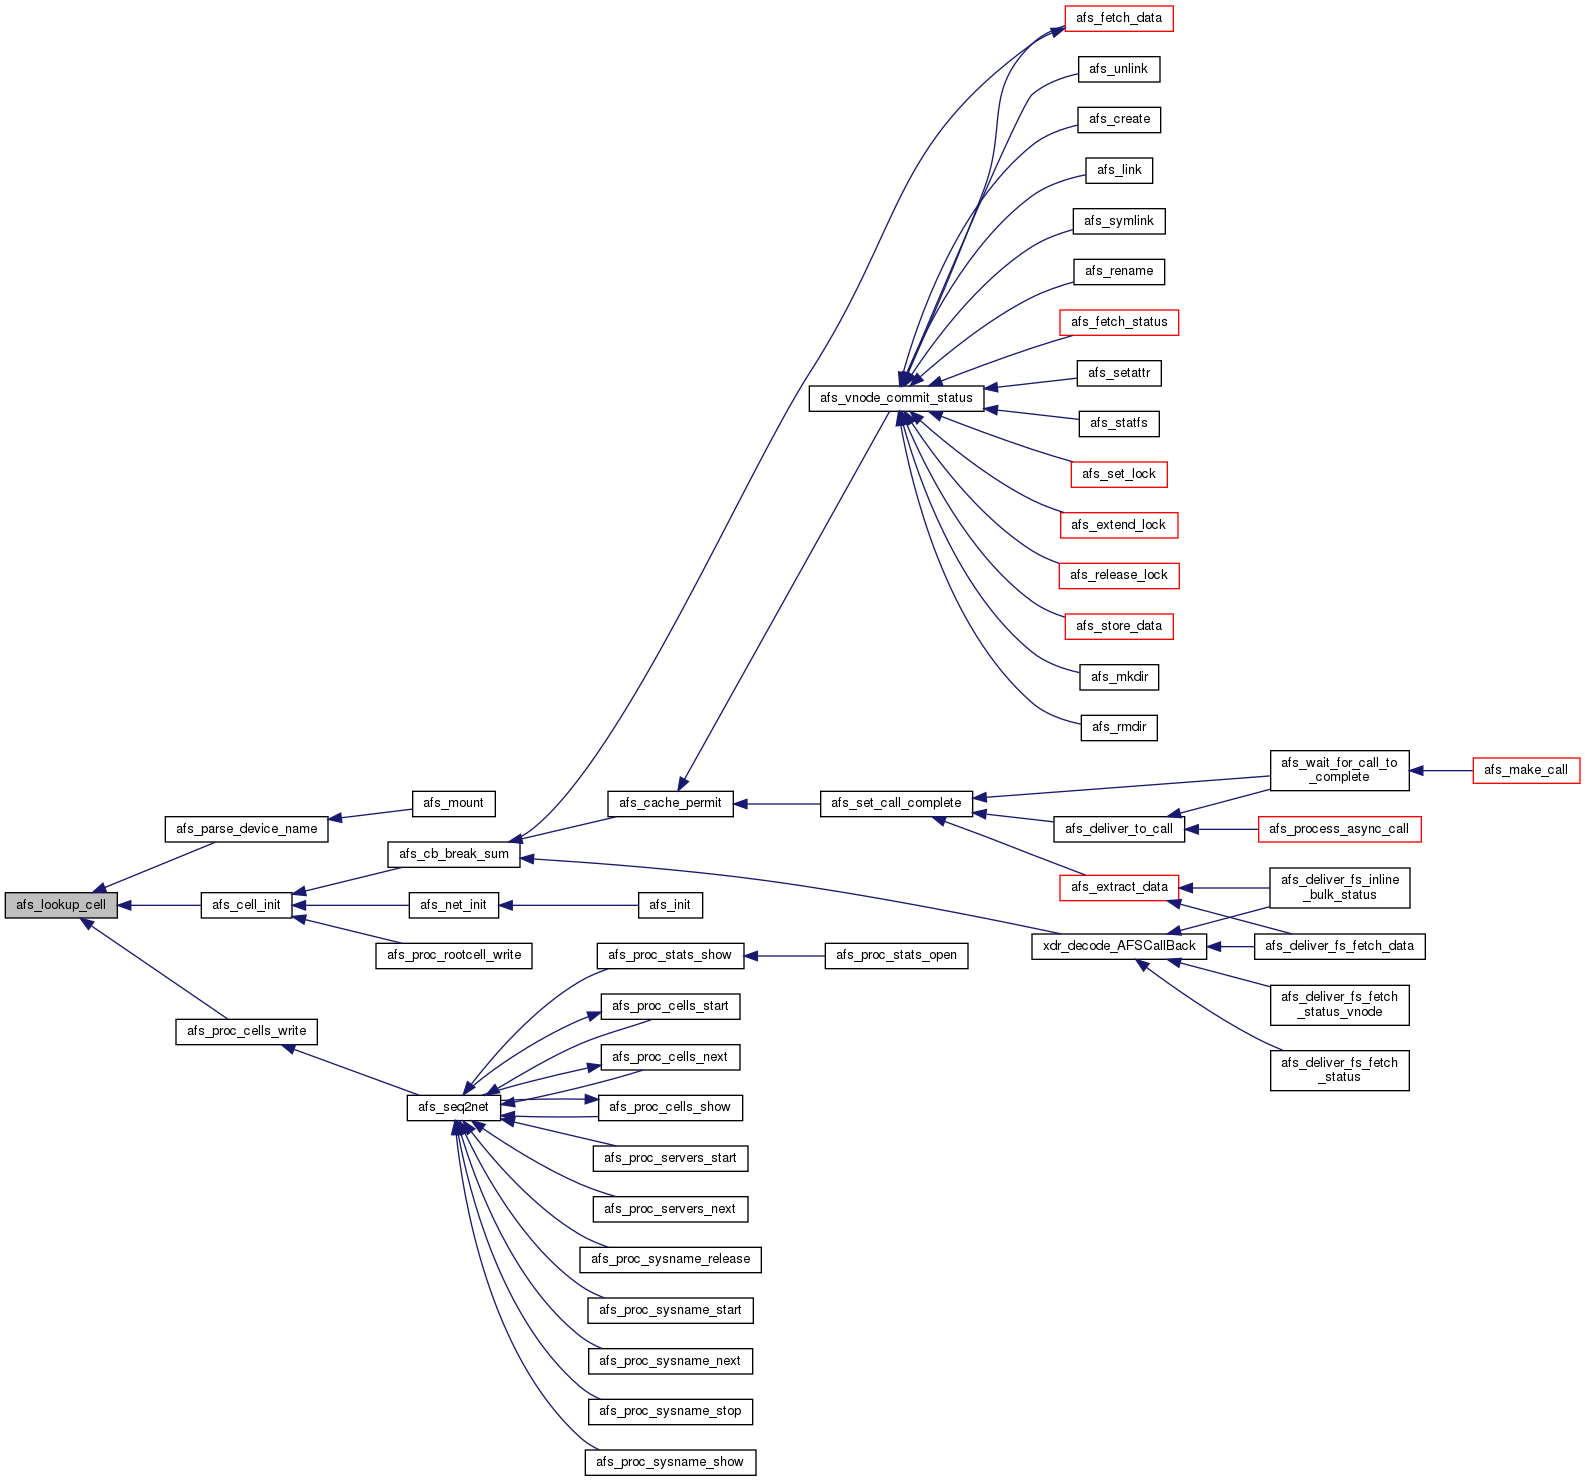 afs_fetch_data
afs_unlink
afs_create
afs_link
afs_symlink
afs_rename
afs_fetch_status
afs_setattr
afs_vnode_commit_status
afs_statfs
afs_set_lock
afs_extend_lock
afs_release_lock
afs_store_data
afs_mkdir
afs_rmdir
afs_wait_for_call_to
_complete
afs_make_call
afs_mount
afs_cache_permit
afs_set_call_complete
afs_parse_device_name
afs_deliver_to_call
afs_process_async_call
afs_cb_break_sum
afs_extract_data
afs_deliver_fs_inline
_bulk_status
afs_lookup_cell
afs_cell_init
afs_net_init
afs_init
xdr_decode_AFSCallBack
afs_deliver_fs_fetch_data
afs_proc_rootcell_write
afs_proc_stats_show
afs_proc_stats_open
afs_deliver_fs_fetch
_status_vnode
afs_proc_cells_start
afs_proc_cells_write
afs_proc_cells_next
afs_deliver_fs_fetch
_status
afs_seq2net
afs_proc_cells_show
afs_proc_servers_start
afs_proc_servers_next
afs_proc_sysname_release
afs_proc_sysname_start
afs_proc_sysname_next
afs_proc_sysname_stop
afs_proc_sysname_show